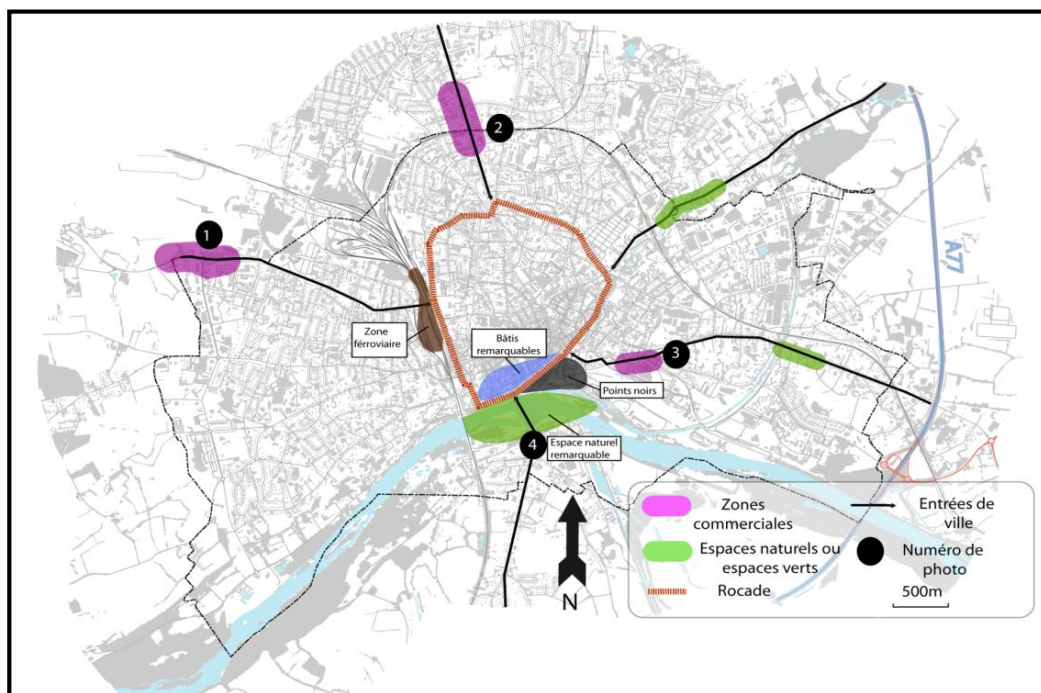 2
1
A77
Zone
férroviaire
Bâtis
remarquables
3
Points noirs
4
Espace naturel
remarquable
N
Zones
commerciales
Entrées de
ville
Espaces naturels ou
espaces verts
Numéro de
photo
Rocade
500m